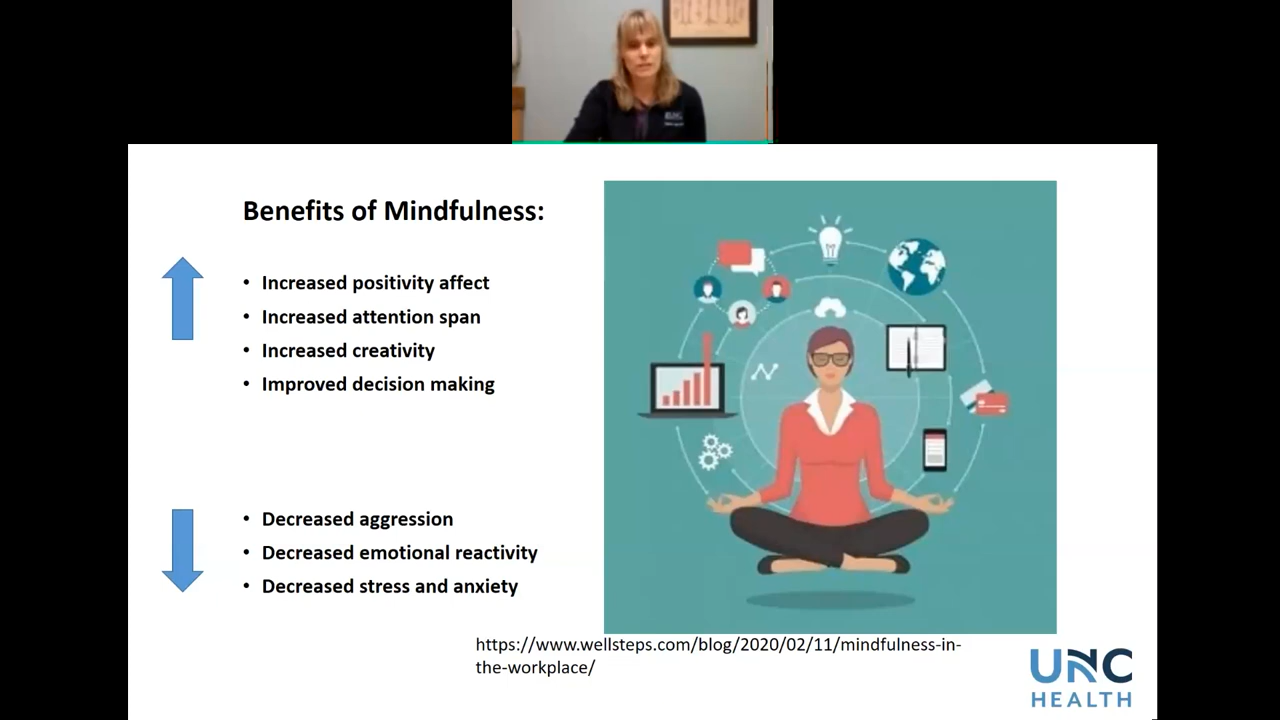 UNC
Benefits of Mindfulness:
• Increased positivity affect
• Increased attention span
• Increased creativity
• Improved decision making
• Decreased aggression
• Decreased emotional reactivity
• Decreased stress and anxiety
https://www.wellsteps.com/blog/2020/02/11/mindfulness-in-
the-workplace/
UNC
HEALTH